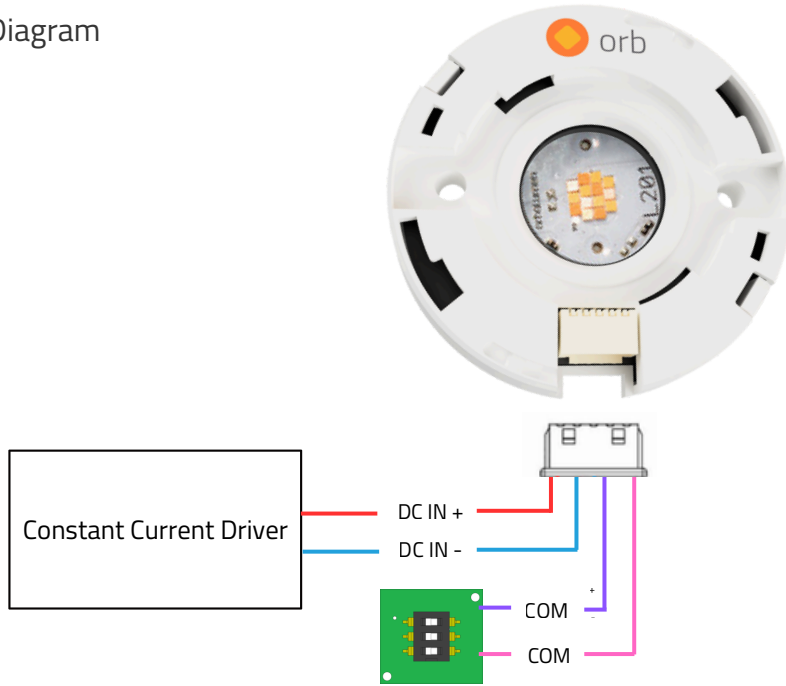 Diagram
orb
L201
Constant Current Driver
DC IN +
DC IN -
+
COM
-
COM